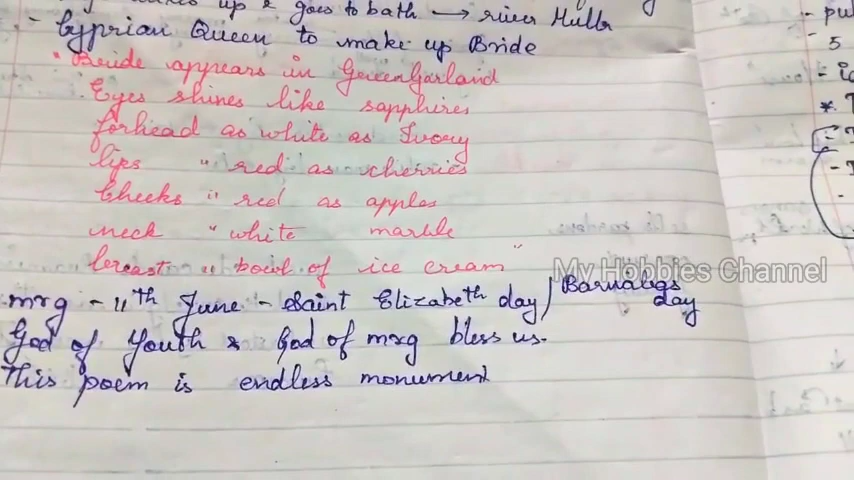 up & goes to bath → river Mulla
- Cyprian Queen to make up Bride
"Bride appears in Green Garland
Eyes shines like sapphires
forhead as white as Ivory
lips " red as cherries
Cheeks " red as apples
neck " white marble
breast " bowl of ice cream"
My Hobbies Channel
mrg - 11th June - Saint Elizabeth day / Barnabas day
God of Youth & God of mrg bless us.
This poem is endless monument
5